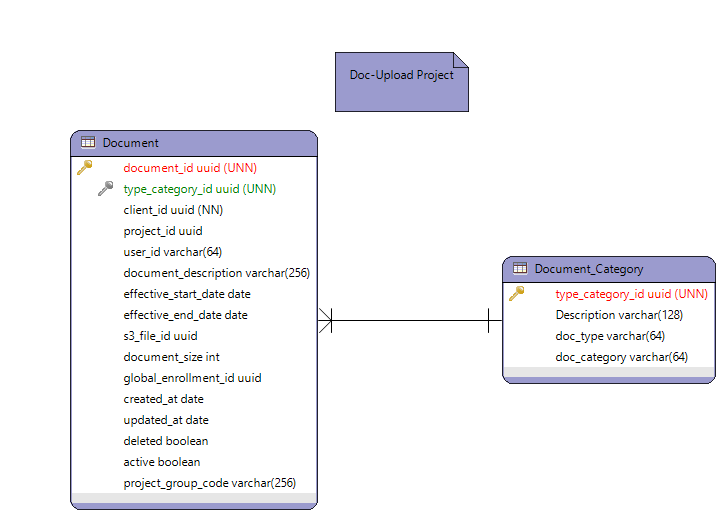 Doc-Upload Project
Document
document_id uuid (UNN)
type_category_id uuid (UNN)
client_id uuid (NN)
project_id uuid
user_id varchar(64)
document_description varchar(256)
effective_start_date date
effective_end_date date
s3_file_id uuid
document_size int
global_enrollment_id uuid
created_at date
updated_at date
deleted boolean
active boolean
project_group_code varchar(256)
Document_Category
type_category_id uuid (UNN)
Description varchar(128)
doc_type varchar(64)
doc_category varchar(64)